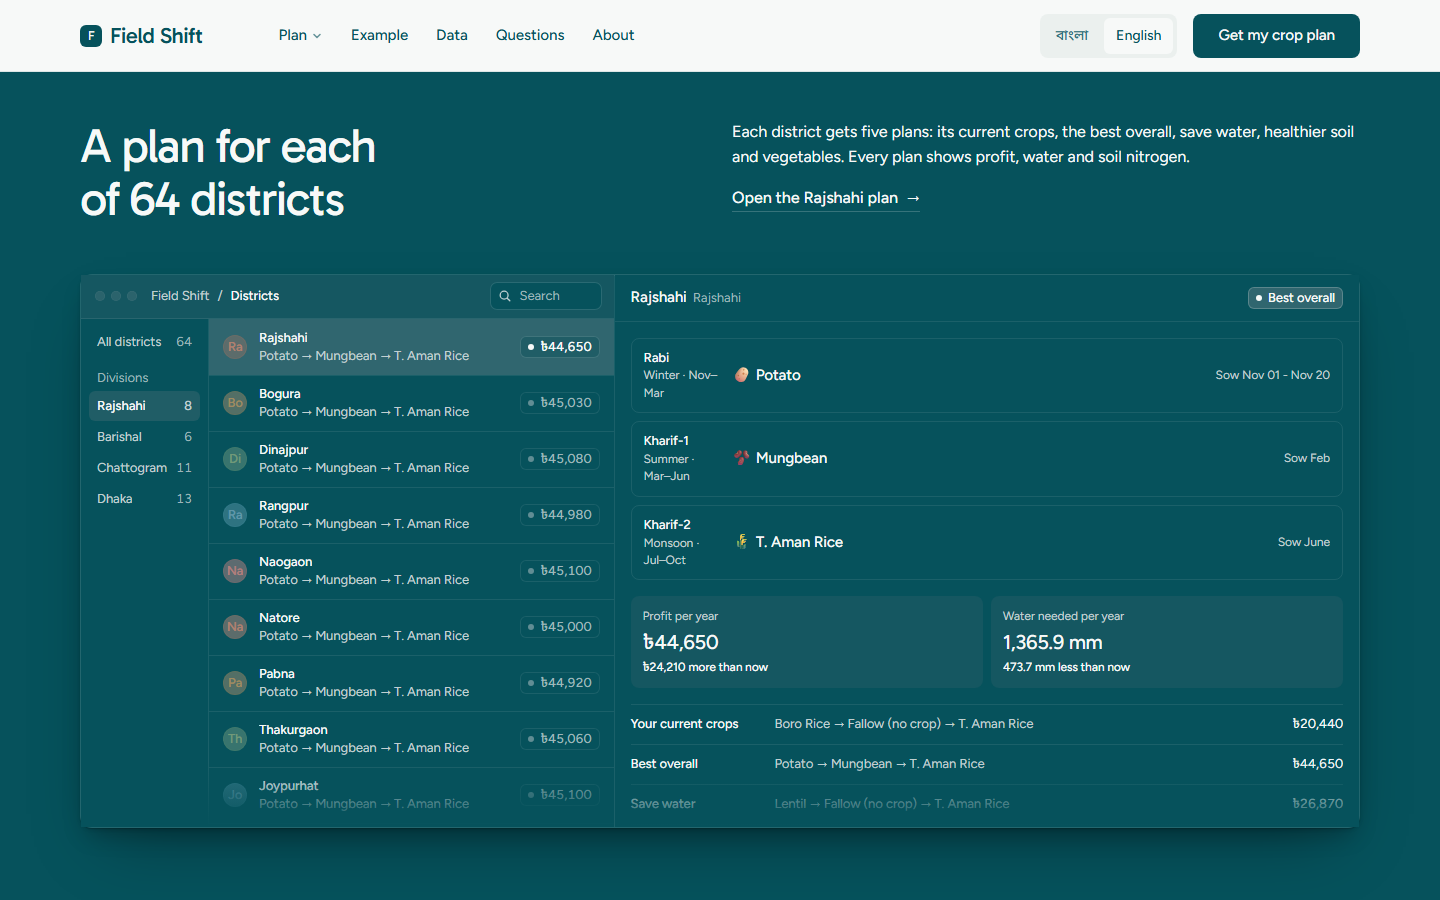 F Field Shift
Plan
Example
Data
Questions
About
বাংলা
English
Get my crop plan
A plan for each
of 64 districts
Each district gets five plans: its current crops, the best overall, save water, healthier soil
and vegetables. Every plan shows profit, water and soil nitrogen.
Open the Rajshahi plan →
Field Shift / Districts
Search
All districts 64
Divisions
Rajshahi 8
Barishal 6
Chattogram 11
Dhaka 13
Ra
Rajshahi
Potato → Mungbean → T. Aman Rice
৳44,650
Bo
Bogura
Potato → Mungbean → T. Aman Rice
৳45,030
Di
Dinajpur
Potato → Mungbean → T. Aman Rice
৳45,080
Ra
Rangpur
Potato → Mungbean → T. Aman Rice
৳44,980
Na
Naogaon
Potato → Mungbean → T. Aman Rice
৳45,100
Na
Natore
Potato → Mungbean → T. Aman Rice
৳45,000
Pa
Pabna
Potato → Mungbean → T. Aman Rice
৳44,920
Th
Thakurgaon
Potato → Mungbean → T. Aman Rice
৳45,060
Jo
Joypurhat
Potato → Mungbean → T. Aman Rice
৳45,100
Rajshahi Rajshahi
Best overall
Rabi
Winter · Nov–
Mar
Potato
Sow Nov 01 - Nov 20
Kharif-1
Summer ·
Mar–Jun
Mungbean
Sow Feb
Kharif-2
Monsoon ·
Jul–Oct
T. Aman Rice
Sow June
Profit per year
৳44,650
৳24,210 more than now
Water needed per year
1,365.9 mm
473.7 mm less than now
Your current crops Boro Rice → Fallow (no crop) → T. Aman Rice ৳20,440
Best overall Potato → Mungbean → T. Aman Rice ৳44,650
Save water Lentil → Fallow (no crop) → T. Aman Rice ৳26,870